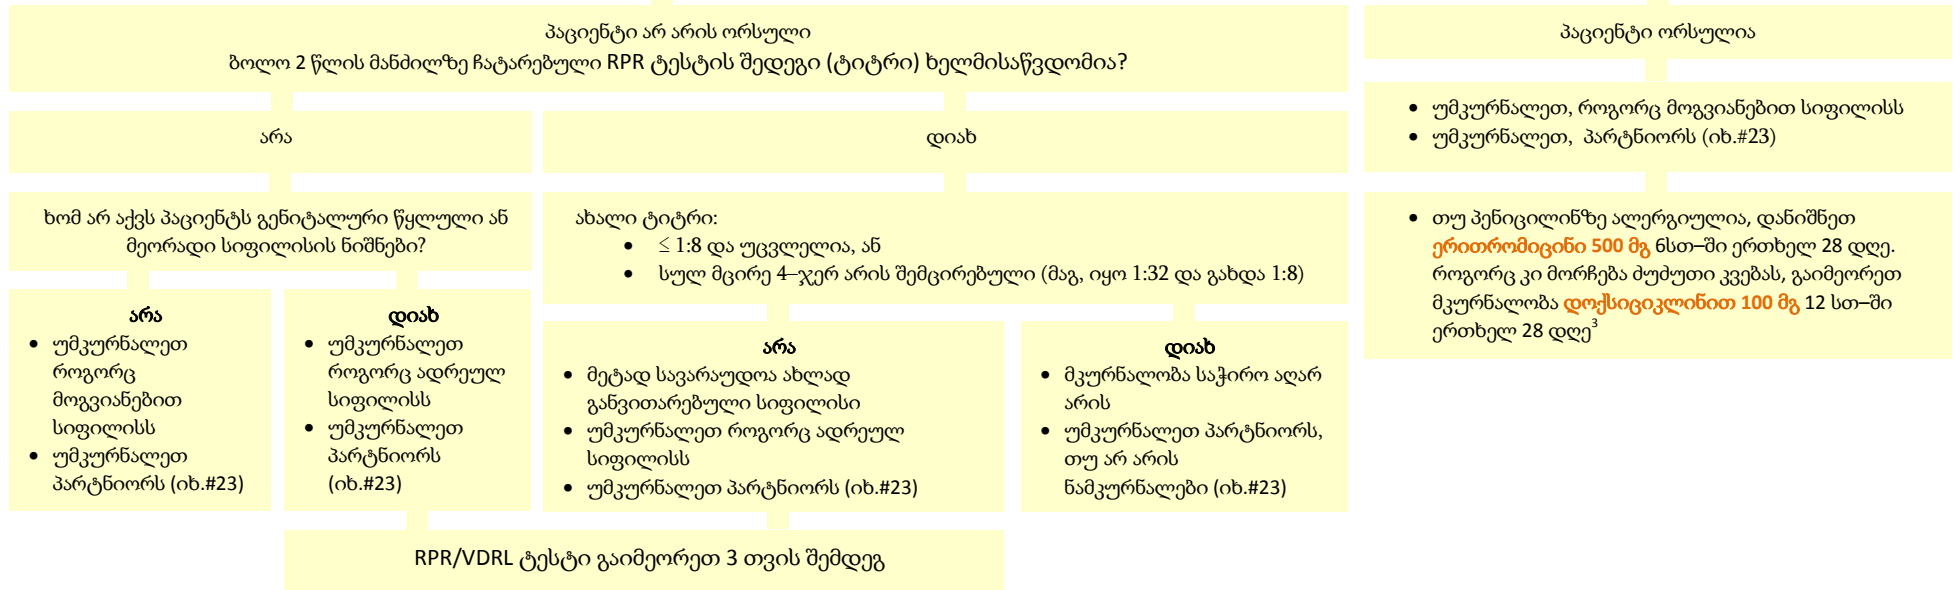 პაციენტი არ არის ორსული
ბოლო 2 წლის მანძილზე ჩატარებული RPR ტესტის შედეგი (ტიტრი) ხელმისაწვდომია?
არა
ხომ არ აქვს პაციენტს გენიტალური წყლული ან
მეორადი სიფილისის ნიშნები?
არა
• უმკურნალეთ
როგორც
მოგვიანებით
სიფილისს
• უმკურნალეთ
პარტნიორს (იხ.#23)
დიახ
• უმკურნალეთ
როგორც ადრეულ
სიფილისს
• უმკურნალეთ
პარტნიორს
(იხ.#23)
დიახ
ახალი ტიტრი:
• ≤ 1:8 და უცვლელია, ან
• სულ მცირე 4–ჯერ არის შემცირებული (მაგ, იყო 1:32 და გახდა 1:8)
არა
• მეტად სავარაუდოა ახლად
განვითარებული სიფილისი
• უმკურნალეთ როგორც ადრეულ
სიფილისს
• უმკურნალეთ პარტნიორს (იხ.#23)
დიახ
• მკურნალობა საჭირო აღარ
არის
• უმკურნალეთ პარტნიორს,
თუ არ არის
ნამკურნალები (იხ.#23)
RPR/VDRL ტესტი გაიმეორეთ 3 თვის შემდეგ
პაციენტი ორსულია
• უმკურნალეთ, როგორც მოგვიანებით სიფილისს
• უმკურნალეთ, პარტნიორს (იხ.#23)
• თუ პენიცილინზე ალერგიულია, დანიშნეთ
ერითრომიცინი 500 მგ 6სთ–ში ერთხელ 28 დღე.
როგორც კი მორჩება ძუძუთი კვებას, გაიმეორეთ
მკურნალობა დოქსიციკლინით 100 მგ 12 სთ–ში
ერთხელ 28 დღე³